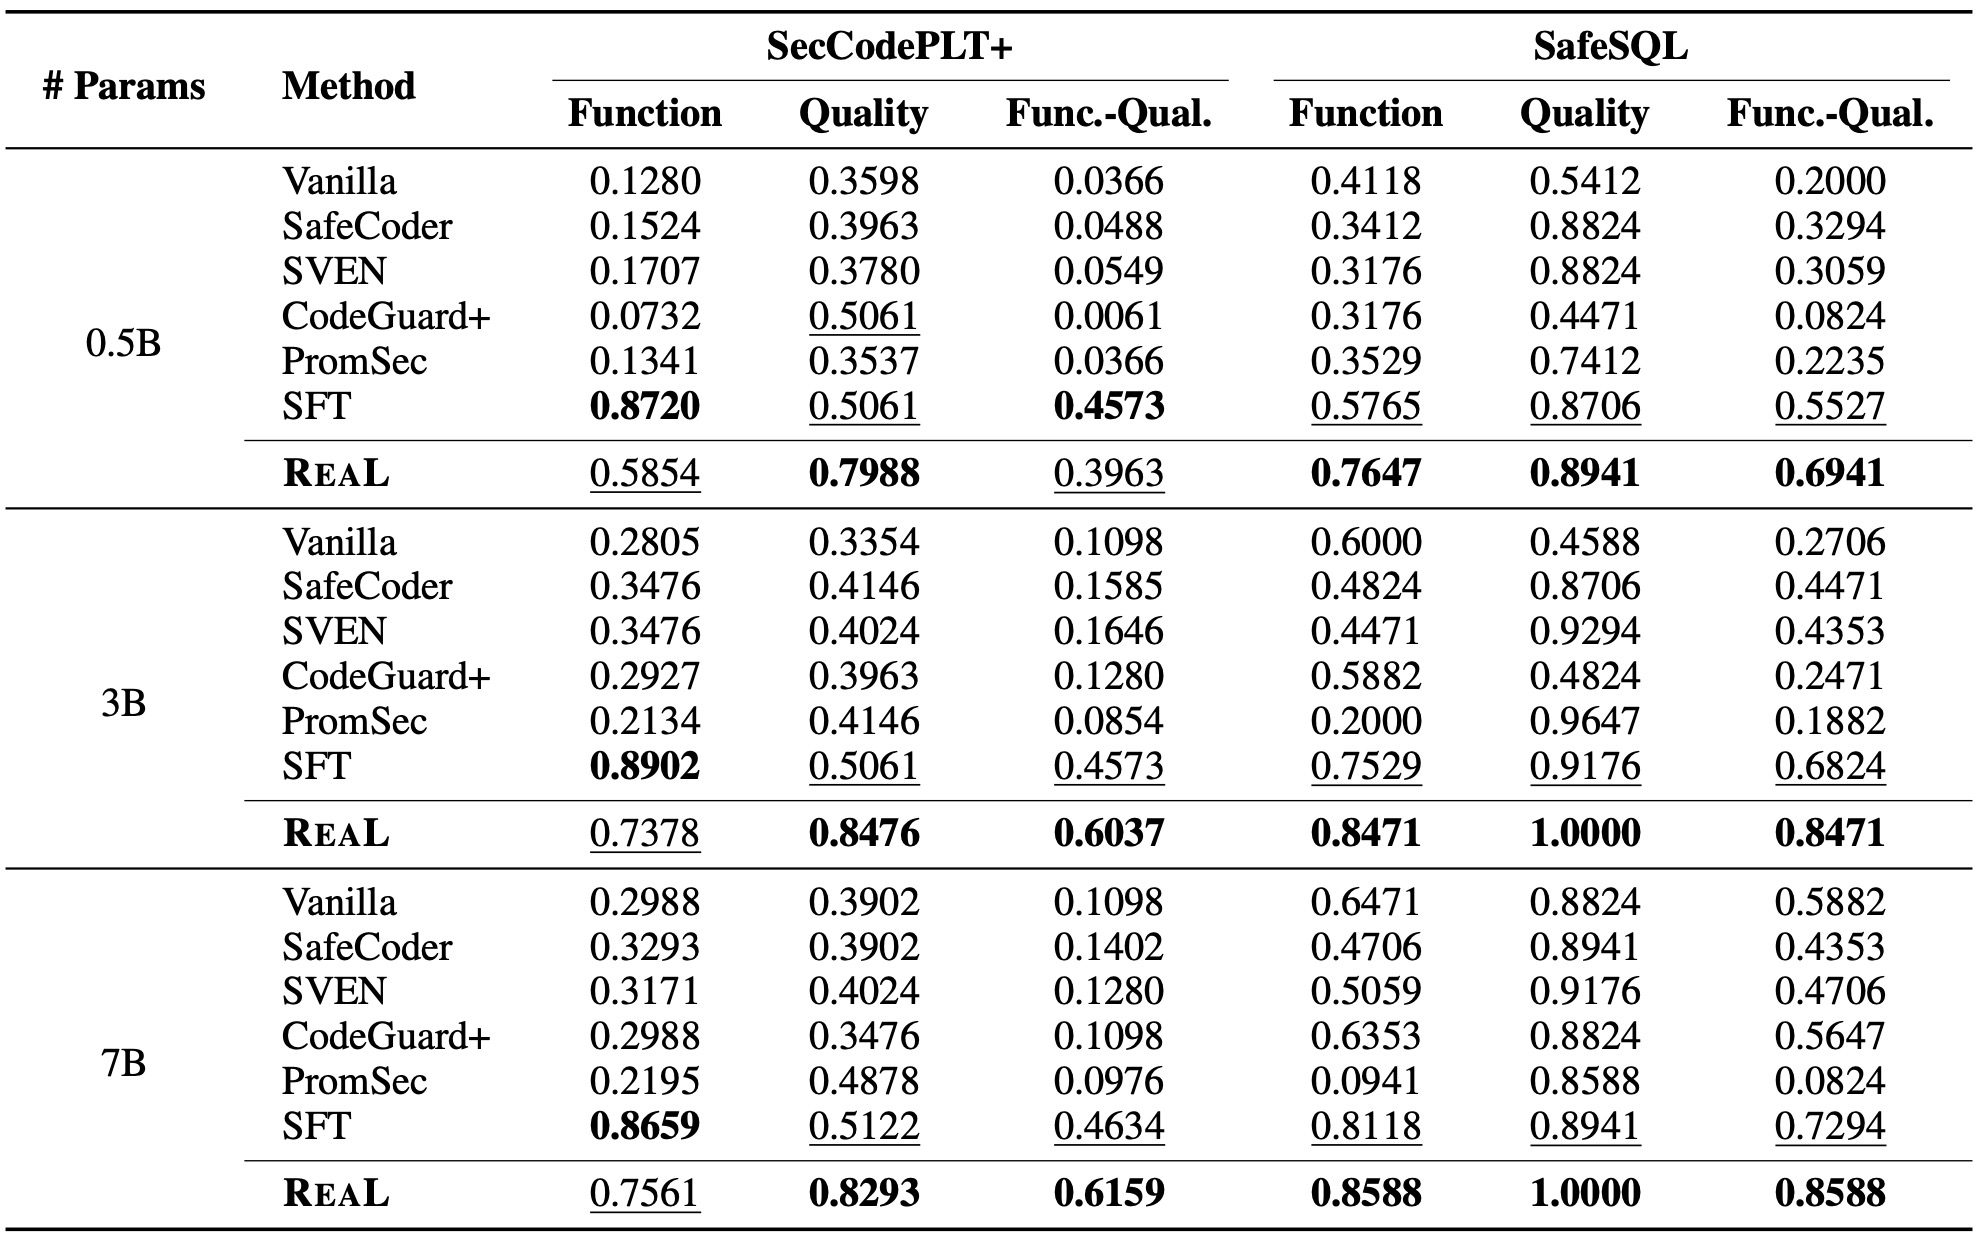 SecCodePLT+ SafeSQL
# Params Method
Function Quality Func.-Qual. Function Quality Func.-Qual.
Vanilla 0.1280 0.3598 0.0366 0.4118 0.5412 0.2000
SafeCoder 0.1524 0.3963 0.0488 0.3412 0.8824 0.3294
SVEN 0.1707 0.3780 0.0549 0.3176 0.8824 0.3059
CodeGuard+ 0.0732 0.5061 0.0061 0.3176 0.4471 0.0824
0.5B
PromSec 0.1341 0.3537 0.0366 0.3529 0.7412 0.2235
SFT 0.8720 0.5061 0.4573 0.5765 0.8706 0.5527
REAL 0.5854 0.7988 0.3963 0.7647 0.8941 0.6941
Vanilla 0.2805 0.3354 0.1098 0.6000 0.4588 0.2706
SafeCoder 0.3476 0.4146 0.1585 0.4824 0.8706 0.4471
SVEN 0.3476 0.4024 0.1646 0.4471 0.9294 0.4353
CodeGuard+ 0.2927 0.3963 0.1280 0.5882 0.4824 0.2471
3B
PromSec 0.2134 0.4146 0.0854 0.2000 0.9647 0.1882
SFT 0.8902 0.5061 0.4573 0.7529 0.9176 0.6824
REAL 0.7378 0.8476 0.6037 0.8471 1.0000 0.8471
Vanilla 0.2988 0.3902 0.1098 0.6471 0.8824 0.5882
SafeCoder 0.3293 0.3902 0.1402 0.4706 0.8941 0.4353
SVEN 0.3171 0.4024 0.1280 0.5059 0.9176 0.4706
CodeGuard+ 0.2988 0.3476 0.1098 0.6353 0.8824 0.5647
7B
PromSec 0.2195 0.4878 0.0976 0.0941 0.8588 0.0824
SFT 0.8659 0.5122 0.4634 0.8118 0.8941 0.7294
REAL 0.7561 0.8293 0.6159 0.8588 1.0000 0.8588